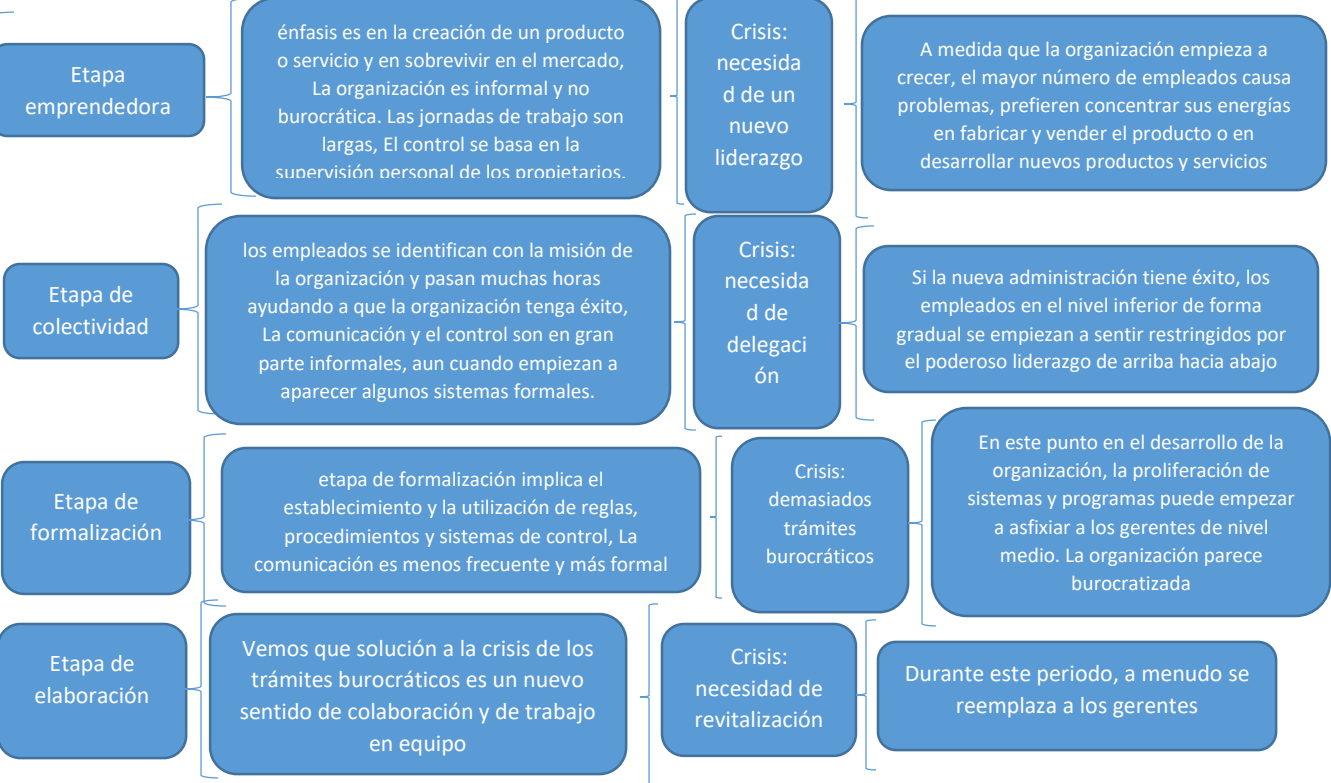 Etapa
emprendedora
énfasis es en la creación de un producto
o servicio y en sobrevivir en el mercado,
La organización es informal y no
burocrática. Las jornadas de trabajo son
largas, El control se basa en la
supervisión personal de los propietarios.
Crisis:
necesida
d de un
nuevo
liderazgo
A medida que la organización empieza a
crecer, el mayor número de empleados causa
problemas, prefieren concentrar sus energías
en fabricar y vender el producto o en
desarrollar nuevos productos y servicios
Etapa de
colectividad
los empleados se identifican con la misión de
la organización y pasan muchas horas
ayudando a que la organización tenga éxito,
La comunicación y el control son en gran
parte informales, aun cuando empiezan a
aparecer algunos sistemas formales.
Crisis:
necesida
d de
delegaci
ón
Si la nueva administración tiene éxito, los
empleados en el nivel inferior de forma
gradual se empiezan a sentir restringidos por
el poderoso liderazgo de arriba hacia abajo
Etapa de
formalización
etapa de formalización implica el
establecimiento y la utilización de reglas,
procedimientos y sistemas de control, La
comunicación es menos frecuente y más formal
Crisis:
demasiados
trámites
burocráticos
En este punto en el desarrollo de la
organización, la proliferación de
sistemas y programas puede empezar
a asfixiar a los gerentes de nivel
medio. La organización parece
burocratizada
Etapa de
elaboración
Vemos que solución a la crisis de los
trámites burocráticos es un nuevo
sentido de colaboración y de trabajo
en equipo
Crisis:
necesidad de
revitalización
Durante este periodo, a menudo se
reemplaza a los gerentes